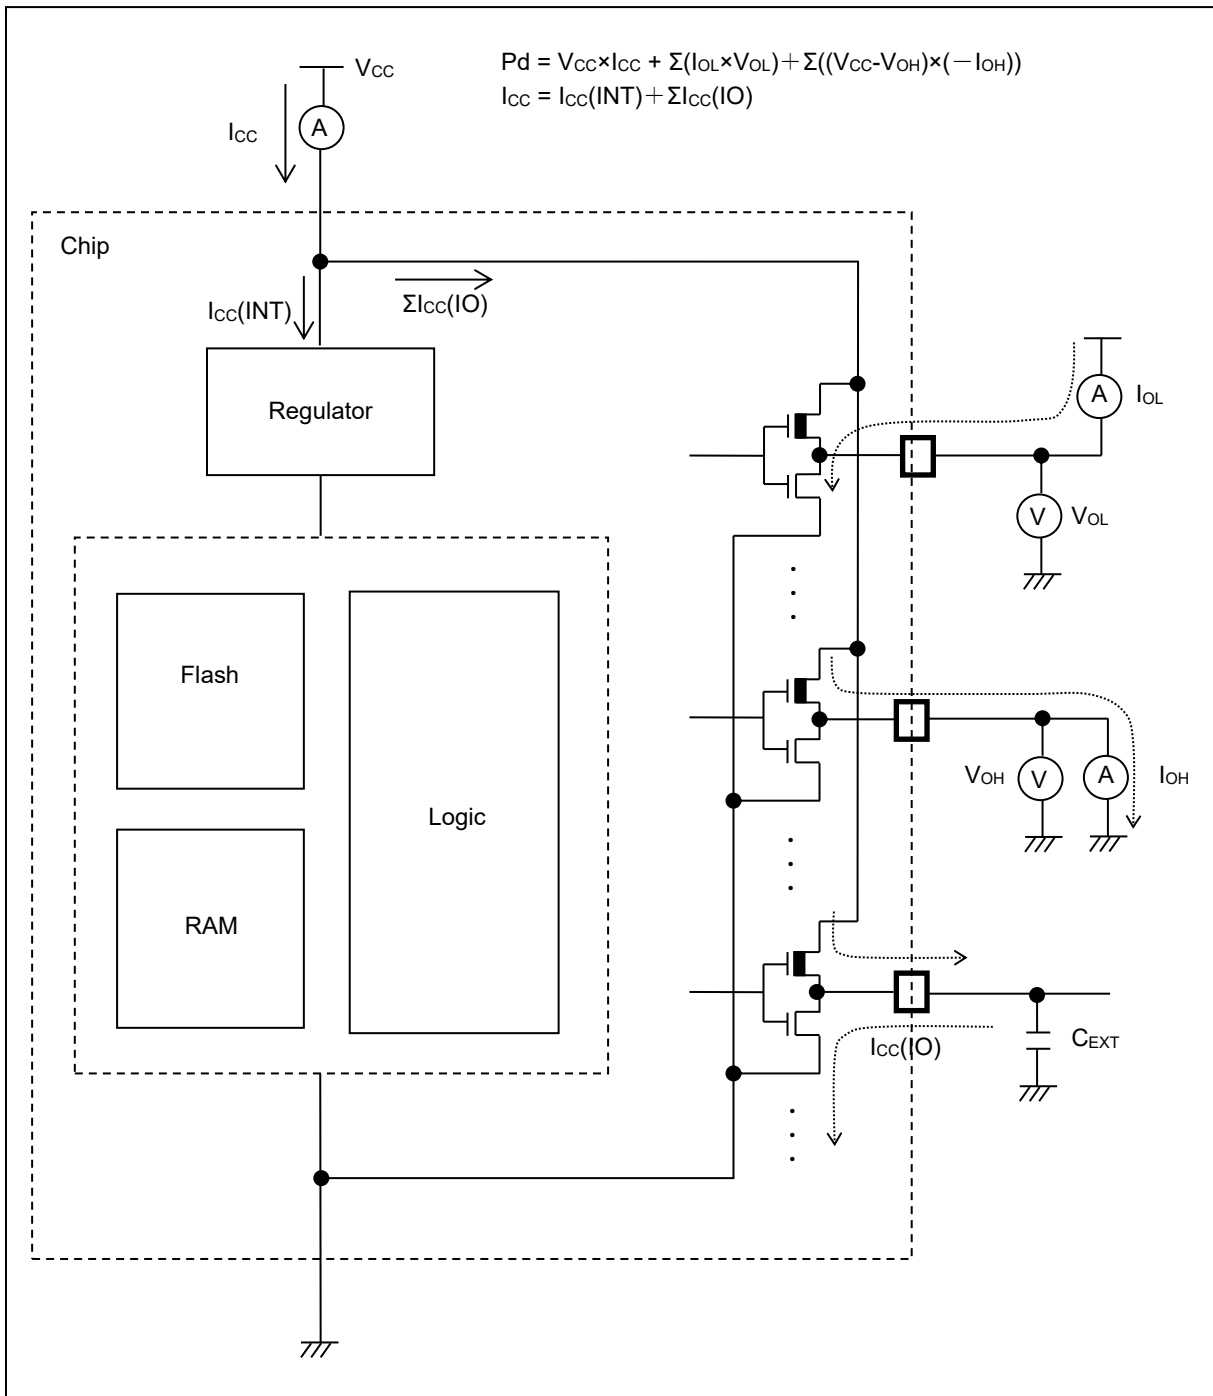 Pd = VCC×ICC + Σ(IOL×VOL)+Σ((VCC-VOH)×(-IOH))
ICC = ICC(INT)+ΣICC(IO)
VCC
A
ICC
Chip
ICC(INT)
ΣICC(IO)
Regulator
A
IOL
V
VOL
Flash
Logic
RAM
VOH
V
A
IOH
ICC(IO)
CEXT